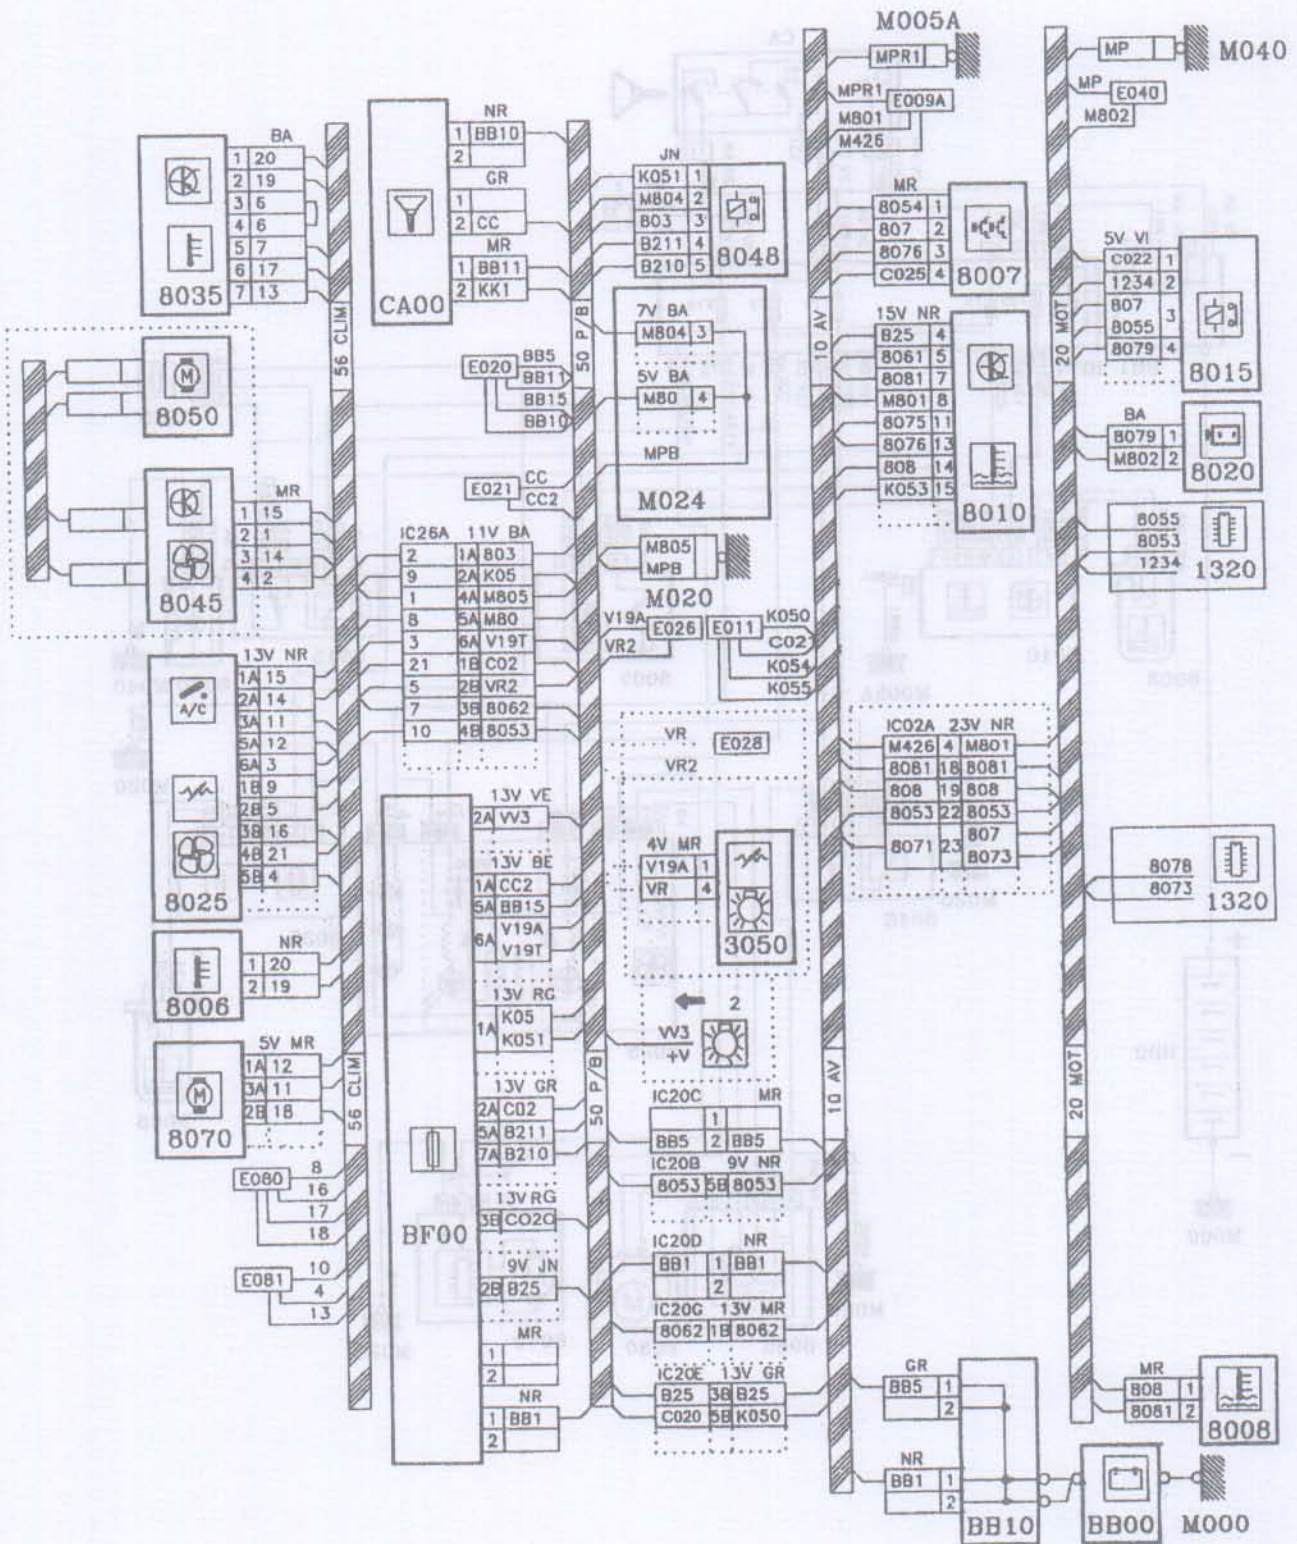 M005A
MPR1
MP
M040
MPR1
E009A
M801
M426
MP
E040
M802
BA
1 20
2 19
3 6
4 6
5 7
6 17
7 13
8035
NR
1 BB10
2
GR
1
2 CC
MR
1 BB11
2 KK1
CA00
JN
K051 1
M804 2
803 3
B211 4
B210 5
8048
MR
8054 1
807 2
8076 3
C025 4
8007
5V VI
C022 1
1234 2
807
8055 3
8079 4
8015
56 CLIM
50 P/B
10 AV
20 MOT
8050
E020
BB5
BB11
BB15
BB10
7V BA
M804 3
5V BA
M80 4
MPB
M024
15V NR
B25 4
8061 5
8081 7
M801 8
8075 11
8076 13
808 14
K053 15
8010
BA
8079 1
M802 2
8020
8055
8053
1234
1320
E021
CC
CC2
MR
1 15
2 1
3 14
4 2
8045
IC26A 11V BA
2 1A 803
9 2A K05
1 4A M805
8 5A M80
3 6A V19T
21 1B C02
5 2B VR2
7 3B 8062
10 4B 8053
M805
MPB
M020
V19A
E026
VR2
E011
K050
C02
K054
K055
13V NR
1A 15
2A 14
3A 11
5A 12
6A 3
1B 9
2B 5
3B 16
4B 21
5B 4
A/C
8025
VR
E028
VR2
4V MR
V19A 1
VR 4
3050
IC02A 23V NR
M426 4 M801
8081 18 8081
808 19 808
8053 22 8053
8071 23 807
8073
8078
8073
1320
13V VE
2A VV3
13V BE
1A CC2
5A BB15
6A V19A
V19T
13V RG
1A K05
K051
13V GR
2A C02
5A B211
7A B210
13V RG
3B C020
9V JN
2B B25
MR
1
2
NR
1 BB1
2
BF00
NR
1 20
2 19
8006
5V MR
1A 12
3A 11
2B 18
8070
56 CLIM
50 P/B
10 AV
20 MOT
2
VV3
+V
E080
8
16
17
18
E081
10
4
13
IC20C MR
1
BB5 2 BB5
IC20B 9V NR
8053 5B 8053
IC20D NR
BB1 1 BB1
2
IC20G 13V MR
8062 1B 8062
IC20E 13V GR
B25 3B B25
C020 5B K050
GR
BB5 1
2
NR
BB1 1
2
BB10
MR
808 1
8081 2
8008
BB00
M000